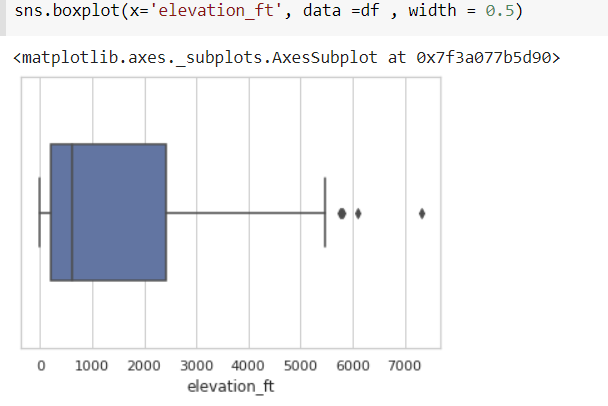 sns.boxplot(x='elevation_ft', data =df , width = 0.5)
<matplotlib.axes._subplots.AxesSubplot at 0x7f3a077b5d90>
0 1000 2000 3000 4000 5000 6000 7000
elevation_ft